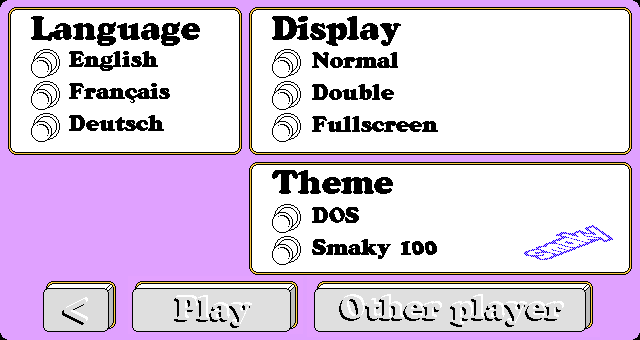 Language
English
Français
Deutsch
Display
Normal
Double
Fullscreen
Theme
DOS
Smaky 100
< Play Other player